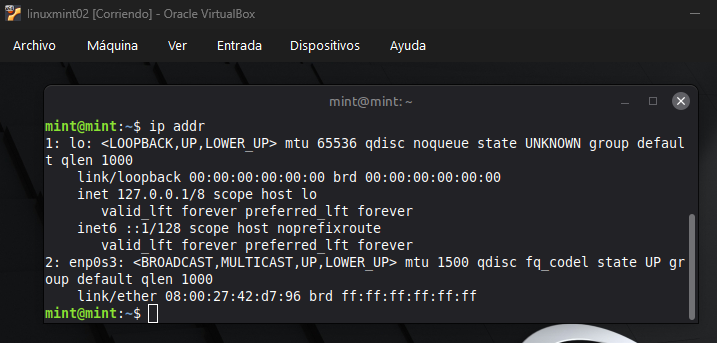 linuxmint02 [Corriendo] - Oracle VirtualBox
Archivo Máquina Ver Entrada Dispositivos Ayuda
mint@mint: ~
mint@mint:~$ ip addr
1: lo: <LOOPBACK,UP,LOWER_UP> mtu 65536 qdisc noqueue state UNKNOWN group defaul
t qlen 1000
    link/loopback 00:00:00:00:00:00 brd 00:00:00:00:00:00
    inet 127.0.0.1/8 scope host lo
       valid_lft forever preferred_lft forever
    inet6 ::1/128 scope host noprefixroute
       valid_lft forever preferred_lft forever
2: enp0s3: <BROADCAST,MULTICAST,UP,LOWER_UP> mtu 1500 qdisc fq_codel state UP gr
oup default qlen 1000
    link/ether 08:00:27:42:d7:96 brd ff:ff:ff:ff:ff:ff
mint@mint:~$